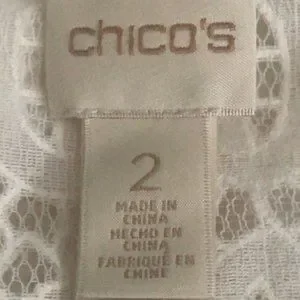 chico's
2
MADE IN
CHINA
HECHO EN
CHINA
FABRIQUÉ EN
CHINE